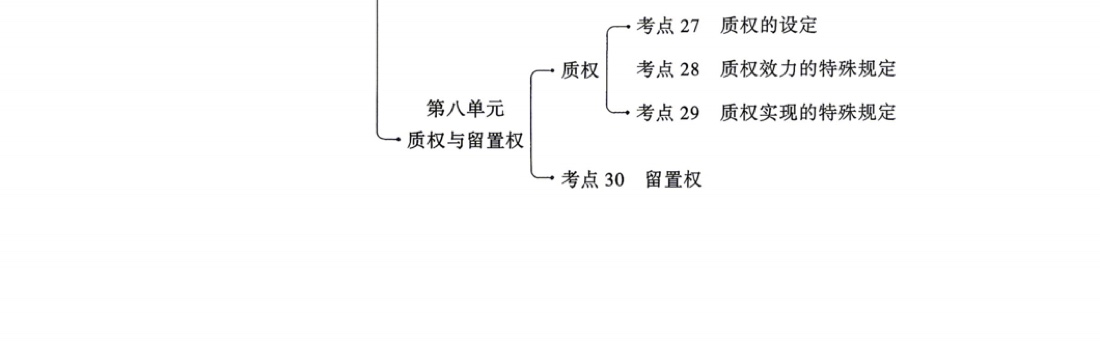 第八单元
质权与留置权
质权
考点 27 质权的设定
考点 28 质权效力的特殊规定
考点 29 质权实现的特殊规定
考点 30 留置权